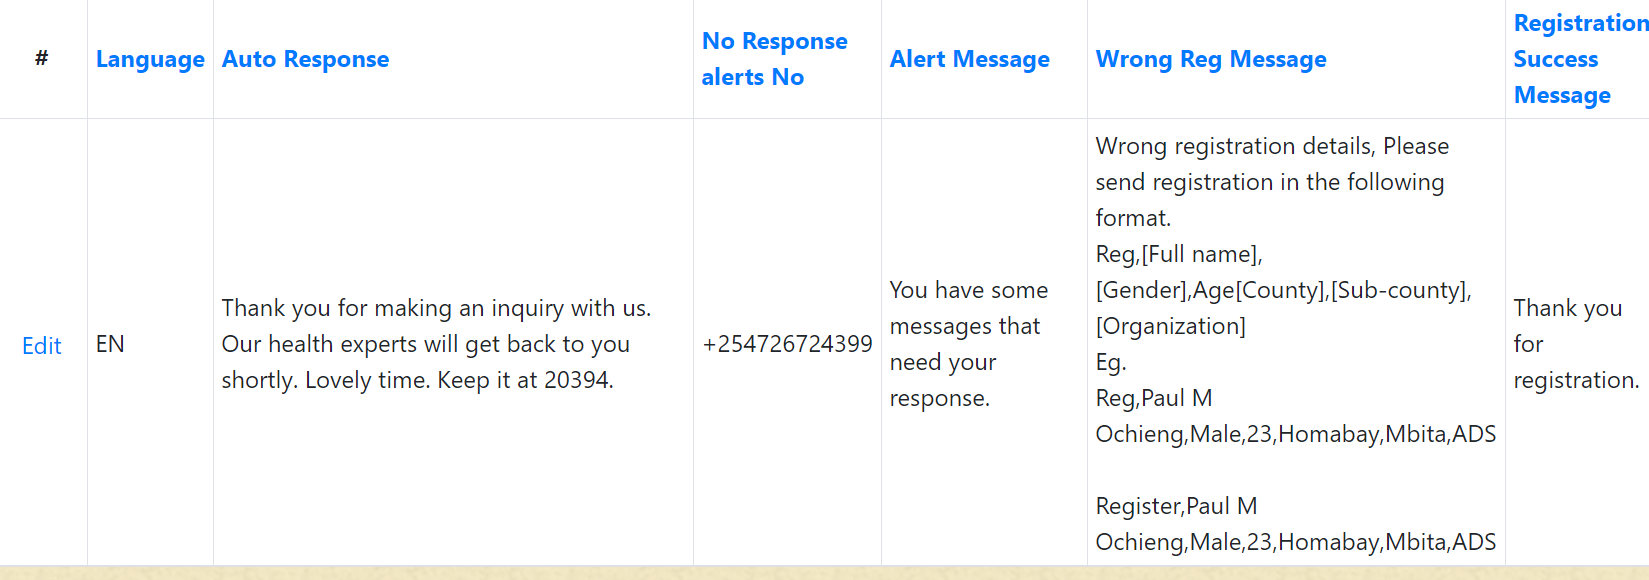 #
Language
Auto Response
No Response
alerts No
Alert Message
Wrong Reg Message
Registration
Success
Message
Edit
EN
Thank you for making an inquiry with us.
Our health experts will get back to you
shortly. Lovely time. Keep it at 20394.
+254726724399
You have some
messages that
need your
response.
Wrong registration details, Please
send registration in the following
format.
Reg,[Full name],
[Gender],Age[County],[Sub-county],
[Organization]
Eg.
Reg,Paul M
Ochieng,Male,23,Homabay,Mbita,ADS
Register,Paul M
Ochieng,Male,23,Homabay,Mbita,ADS
Thank you
for
registration.